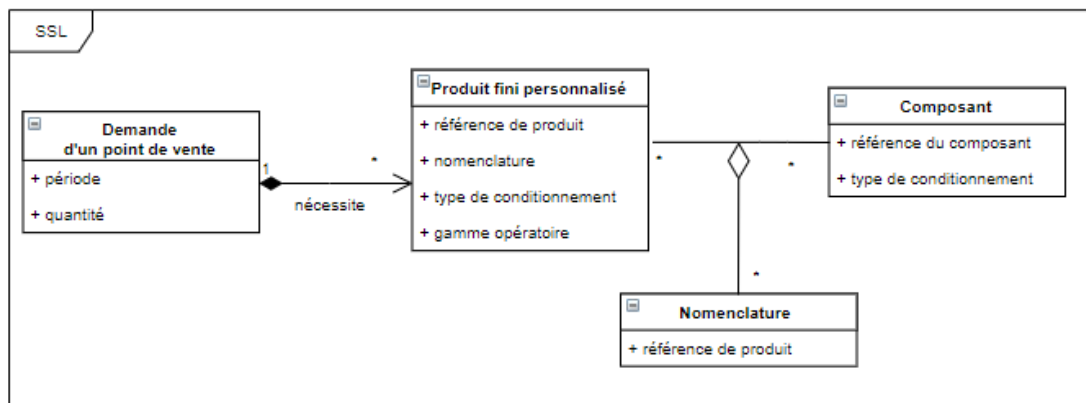 SSL
Demande
d'un point de vente
+ période
+ quantité
1
*
nécessite
Produit fini personnalisé
+ référence de produit
+ nomenclature
+ type de conditionnement
+ gamme opératoire
*
*
Composant
+ référence du composant
+ type de conditionnement
*
Nomenclature
+ référence de produit